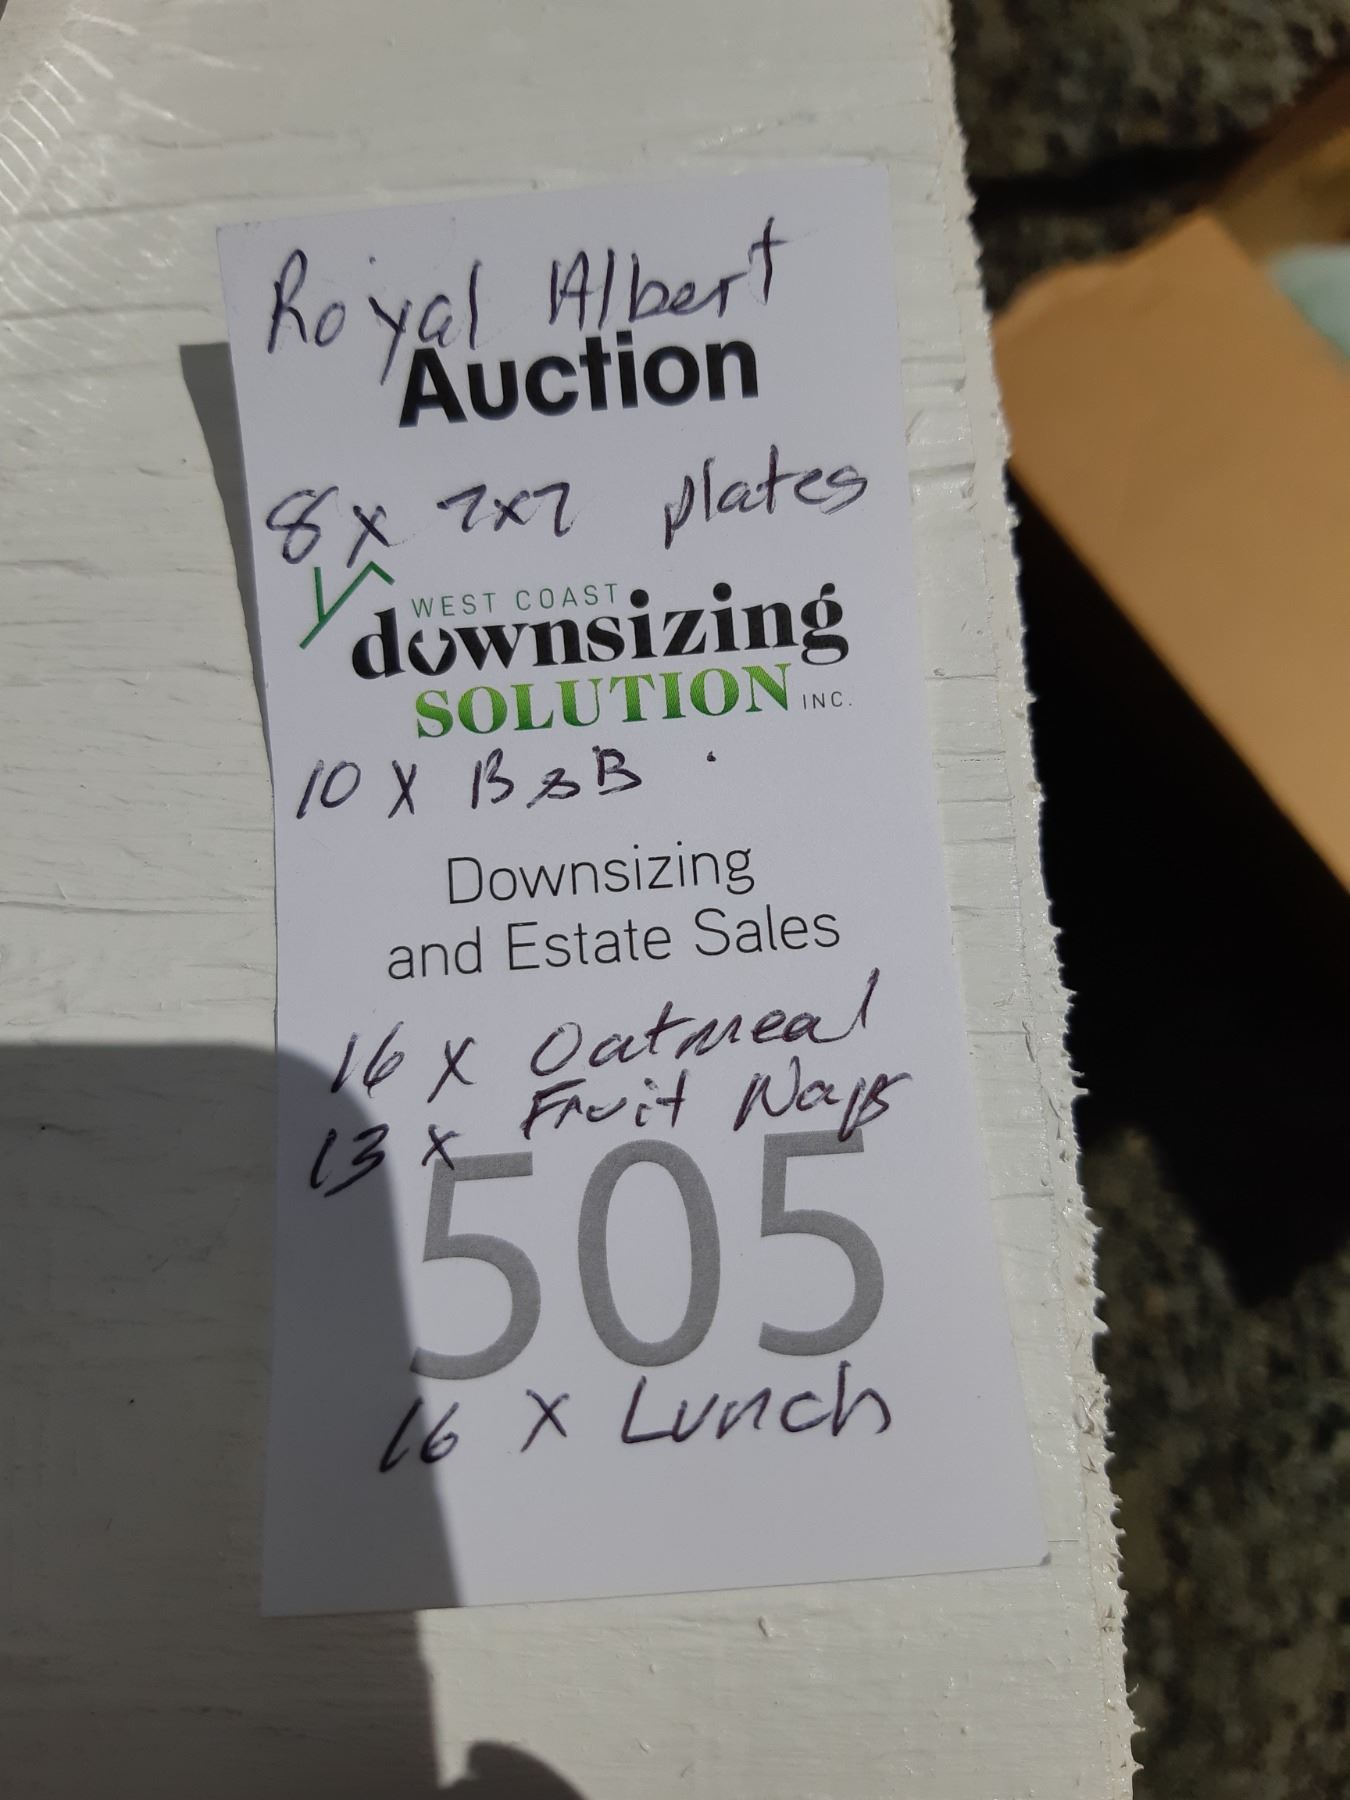 Royal Albert
Auction
8 x 7x7 plates
WEST COAST
downsizing
SOLUTION INC.
10 X B & B
Downsizing
and Estate Sales
16 x Oatmeal
13 x Fruit Naps
505
16 x Lunch